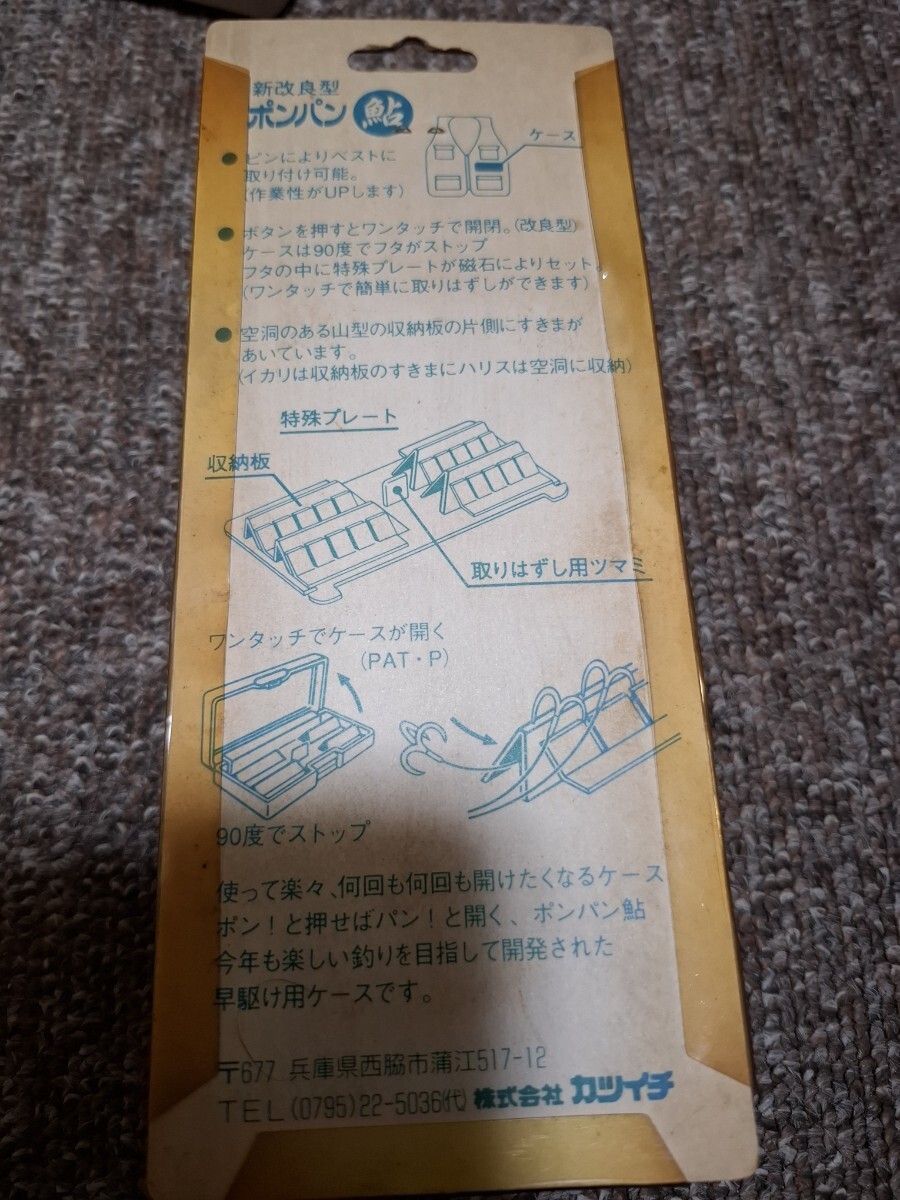 新改良型
ポンパン 鮎
ケース
● ピンによりベストに
取り付け可能。
(作業性がUPします)
● ボタンを押すとワンタッチで開閉。(改良型)
ケースは90度でフタがストップ
フタの中に特殊プレートが磁石によりセット。
(ワンタッチで簡単に取りはずしができます)
● 空洞のある山型の収納板の片側にすきまが
あいています。
(イカリは収納板のすきまにハリスは空洞に収納)
特殊プレート
収納板
取りはずし用ツマミ
ワンタッチでケースが開く
(PAT・P)
90度でストップ
使って楽々、何回も何回も開けたくなるケース
ポン！と押せばパン！と開く、ポンパン鮎
今年も楽しい釣りを目指して開発された
早駆け用ケースです。
〒677 兵庫県西脇市蒲江517-12
TEL(0795)22-5036(代) 株式会社 カツイチ